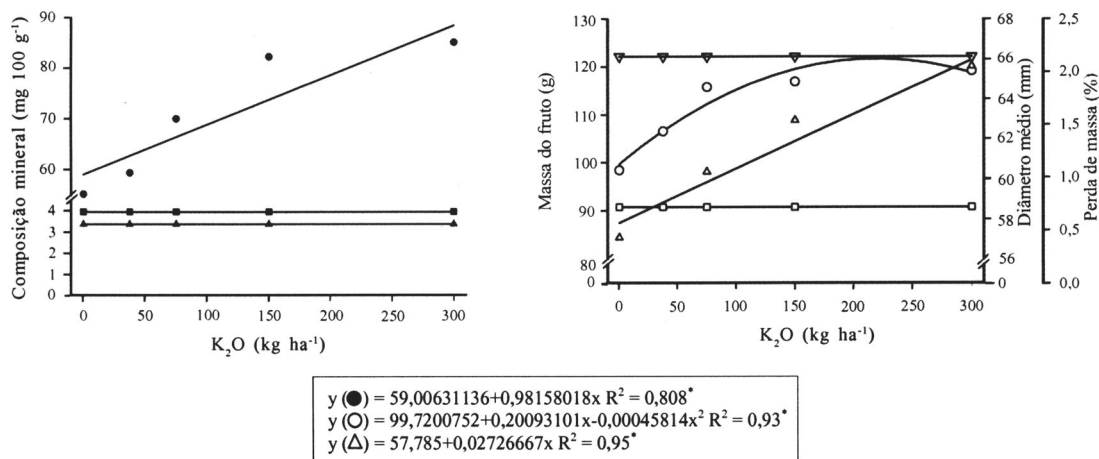 Composição mineral (mg 100 g⁻¹)
90
80
70
60
4
3
2
1
0
0 50 100 150 200 250 300
K₂O (kg ha⁻¹)
Massa do fruto (g)
130
120
110
100
90
80
0
0 50 100 150 200 250 300
K₂O (kg ha⁻¹)
68
66
64
62
60
58
56
0
Diâmetro médio (mm)
2,5
2,0
1,5
1,0
0,5
0,0
Perda de massa (%)
y (●) = 59,00631136+0,98158018x R² = 0,808*
y (○) = 99,7200752+0,20093101x-0,00045814x² R² = 0,93*
y (△) = 57,785+0,02726667x R² = 0,95*